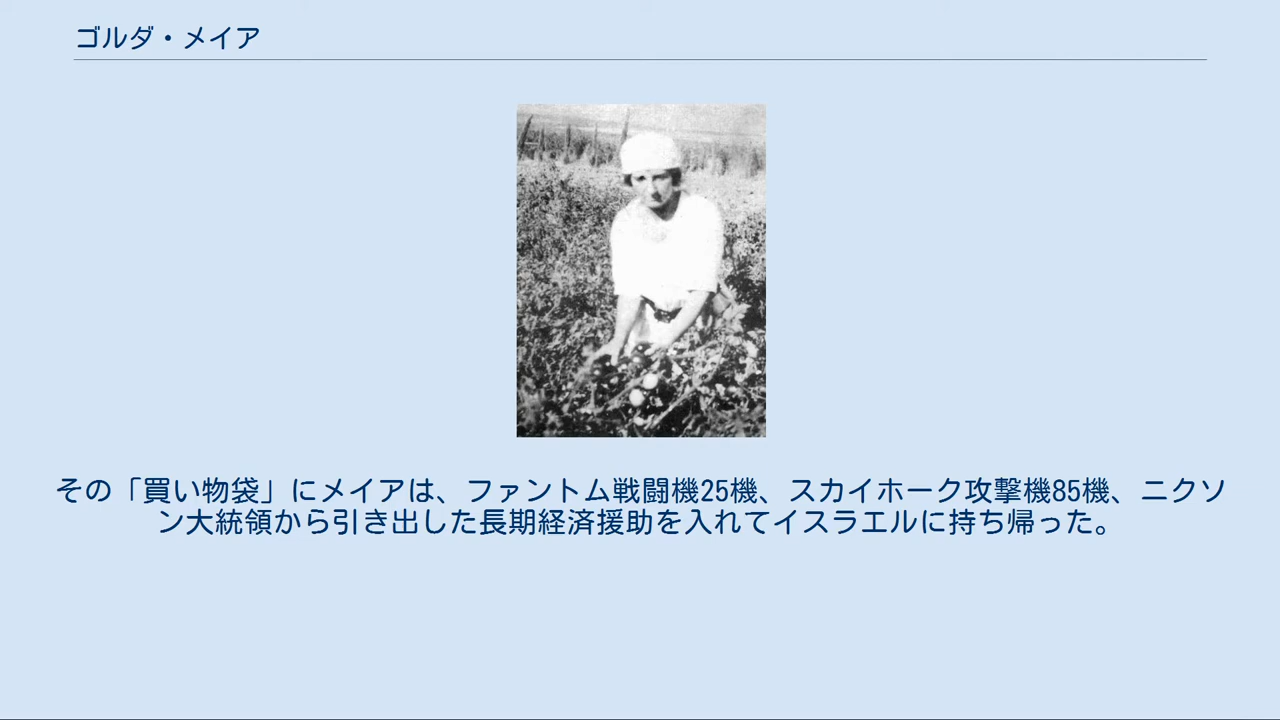 ゴルダ・メイア
その「買い物袋」にメイアは、ファントム戦闘機25機、スカイホーク攻撃機85機、ニクソ
ン大統領から引き出した長期経済援助を入れてイスラエルに持ち帰った。